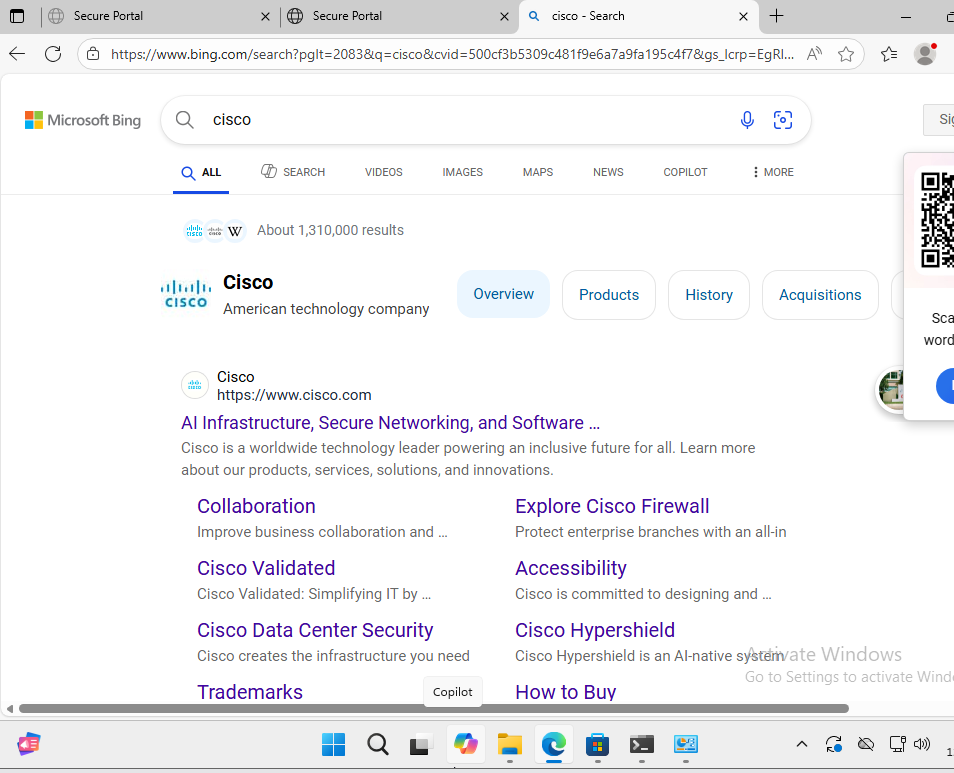 Secure Portal
Secure Portal
cisco - Search
https://www.bing.com/search?pglt=2083&q=cisco&cvid=500cf3b5309c481f9e6a7a9fa195c4f7&gs_lcrp=EgRl...
Microsoft Bing
cisco
Sig
ALL
SEARCH
VIDEOS
IMAGES
MAPS
NEWS
COPILOT
MORE
W
About 1,310,000 results
CISCO
Cisco
American technology company
Overview
Products
History
Acquisitions
Sca
word
Cisco
https://www.cisco.com
AI Infrastructure, Secure Networking, and Software ...
Cisco is a worldwide technology leader powering an inclusive future for all. Learn more
about our products, services, solutions, and innovations.
Collaboration
Improve business collaboration and ...
Explore Cisco Firewall
Protect enterprise branches with an all-in
Cisco Validated
Cisco Validated: Simplifying IT by ...
Accessibility
Cisco is committed to designing and ...
Cisco Data Center Security
Cisco creates the infrastructure you need
Cisco Hypershield
Cisco Hypershield is an AI-native system
Trademarks
How to Buy
Activate Windows
Go to Settings to activate Wind
Copilot